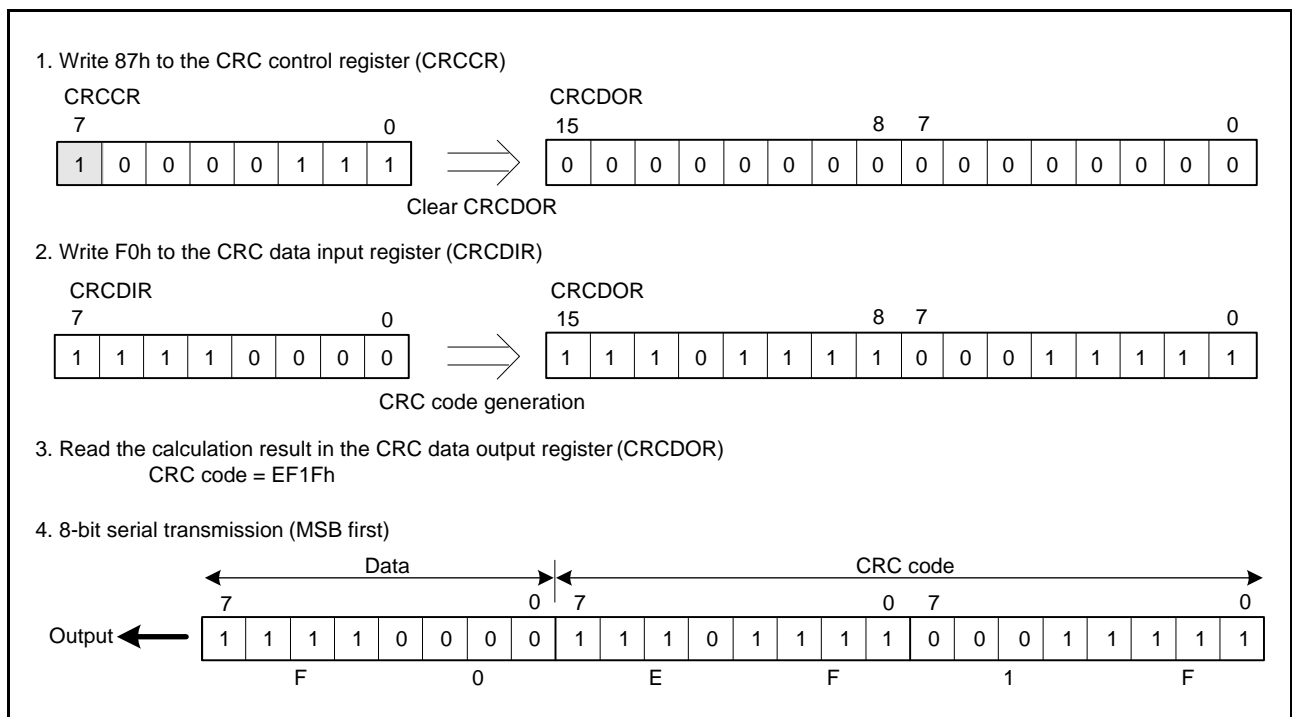 1. Write 87h to the CRC control register (CRCCR)
CRCCR CRCDOR
7 0 15 8 7 0
1 0 0 0 0 1 1 1 0 0 0 0 0 0 0 0 0 0 0 0 0 0 0 0
Clear CRCDOR
2. Write F0h to the CRC data input register (CRCDIR)
CRCDIR CRCDOR
7 0 15 8 7 0
1 1 1 1 0 0 0 0 1 1 1 0 1 1 1 1 0 0 0 1 1 1 1 1
CRC code generation
3. Read the calculation result in the CRC data output register (CRCDOR)
CRC code = EF1Fh
4. 8-bit serial transmission (MSB first)
Data CRC code
7 0 7 0 7 0
Output 1 1 1 1 0 0 0 0 1 1 1 0 1 1 1 1 0 0 0 1 1 1 1 1
F 0 E F 1 F